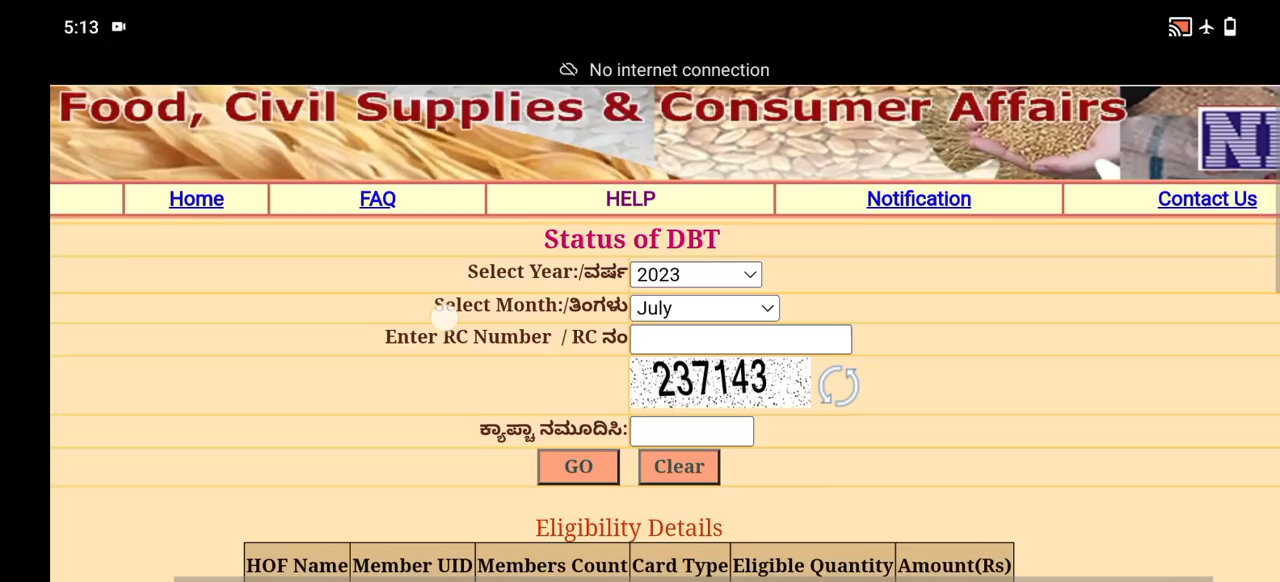 5:13
No internet connection
Food, Civil Supplies & Consumer Affairs
Home FAQ HELP Notification Contact Us
Status of DBT
Select Year:/ವರ್ಷ 2023
Select Month:/ತಿಂಗಳು July
Enter RC Number / RC ನಂ
237143
ಕ್ಯಾಪ್ಚಾ ನಮೂದಿಸಿ:
GO Clear
Eligibility Details
HOF Name Member UID Members Count Card Type Eligible Quantity Amount(Rs)